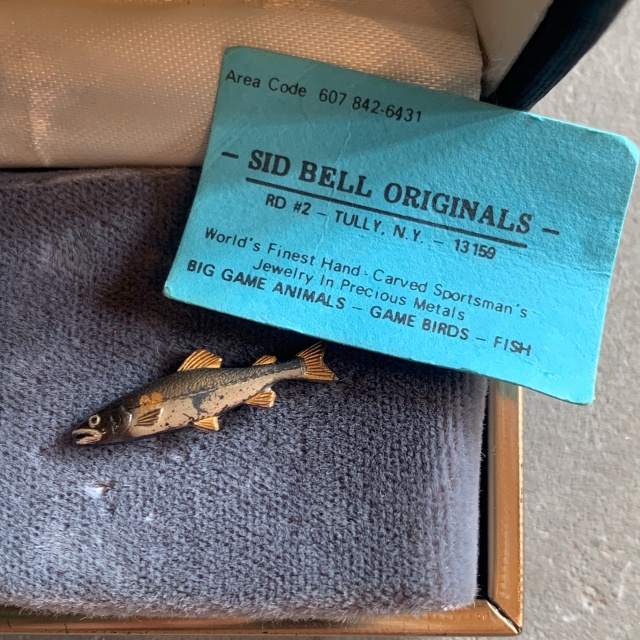 Area Code 607 842-6431
– SID BELL ORIGINALS –
RD #2 – TULLY, N.Y. – 13159
World's Finest Hand-Carved Sportsman's
Jewelry In Precious Metals
BIG GAME ANIMALS – GAME BIRDS – FISH